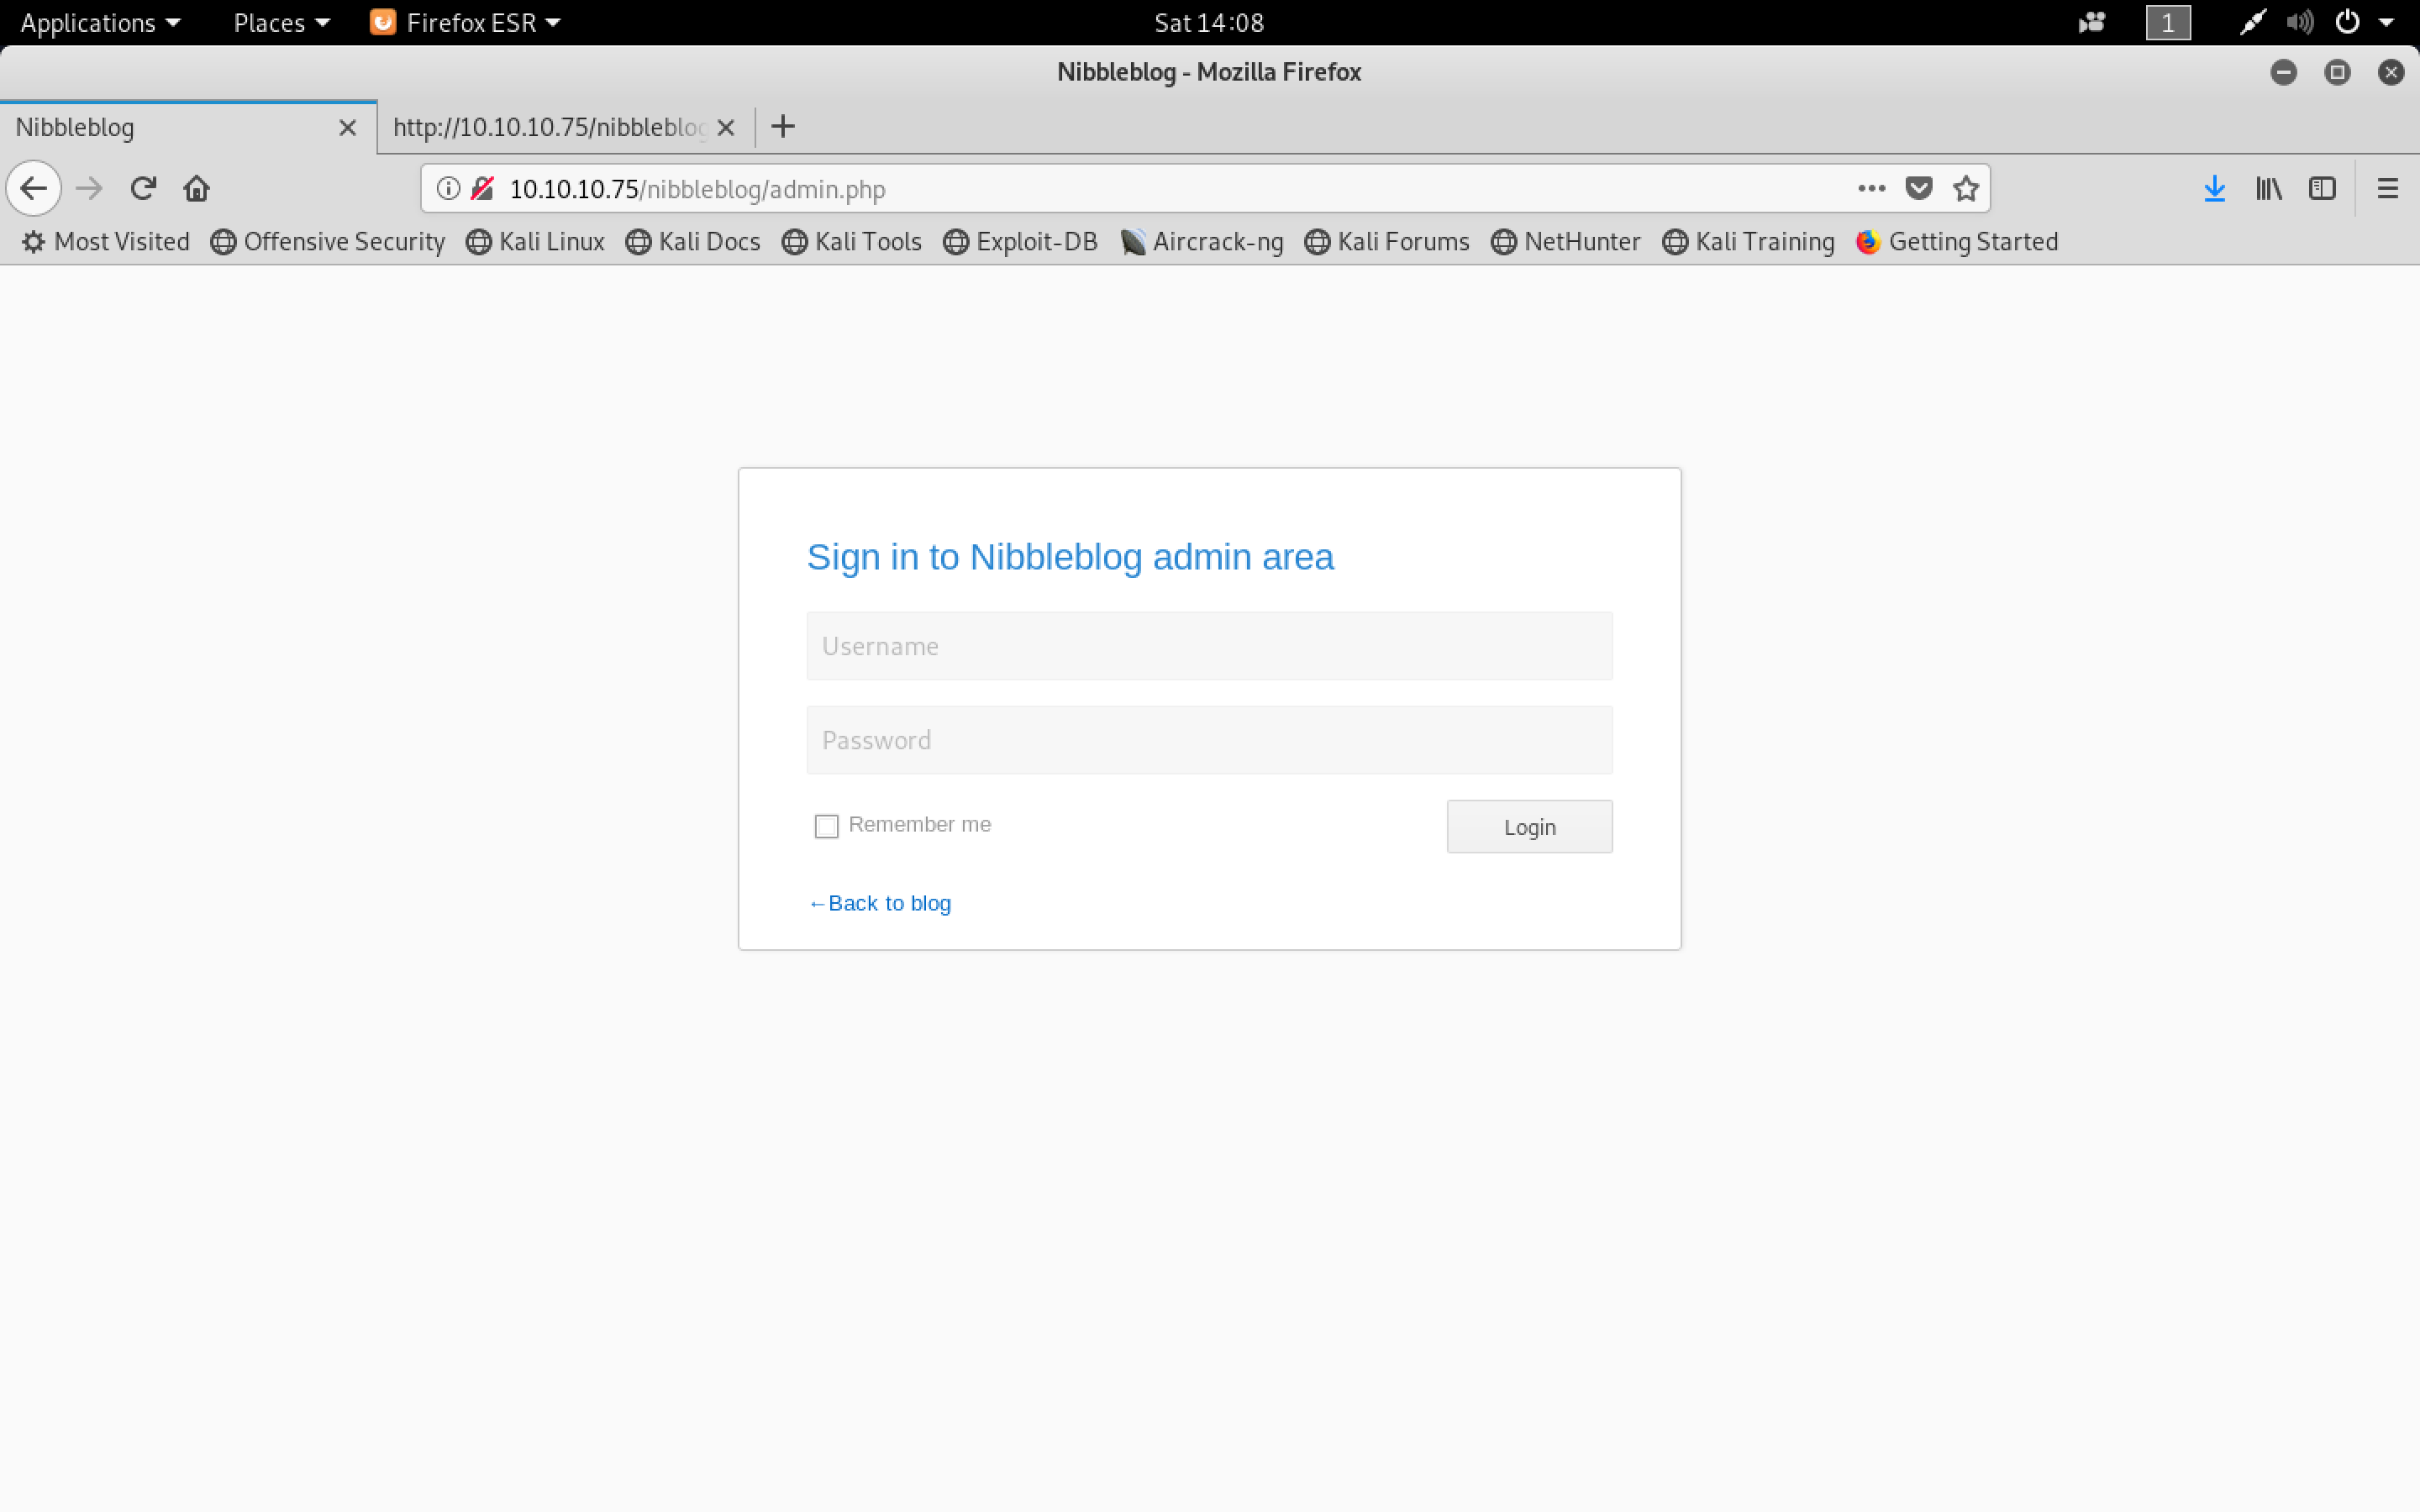 Applications Places Firefox ESR Sat 14:08 1
Nibbleblog - Mozilla Firefox
Nibbleblog http://10.10.10.75/nibbleblog
10.10.10.75/nibbleblog/admin.php
Most Visited Offensive Security Kali Linux Kali Docs Kali Tools Exploit-DB Aircrack-ng Kali Forums NetHunter Kali Training Getting Started
Sign in to Nibbleblog admin area
Username
Password
Remember me Login
←Back to blog